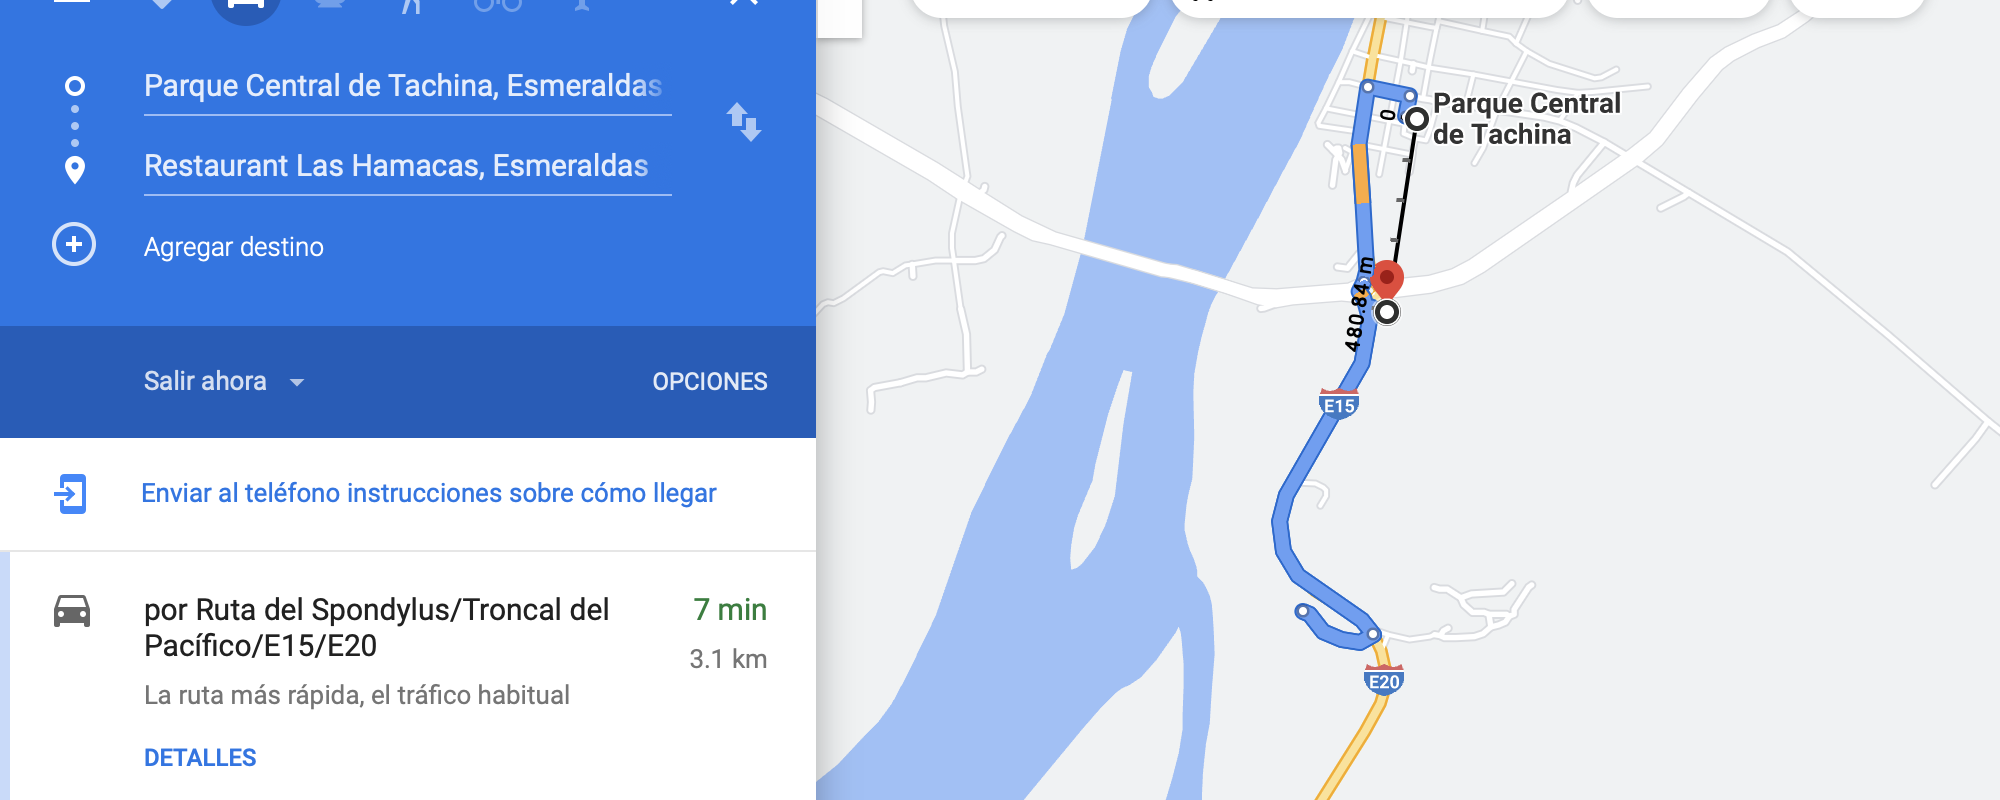 Parque Central de Tachina, Esmeraldas
Restaurant Las Hamacas, Esmeraldas
Agregar destino
Salir ahora
OPCIONES
Enviar al teléfono instrucciones sobre cómo llegar
por Ruta del Spondylus/Troncal del
Pacífico/E15/E20
7 min
3.1 km
La ruta más rápida, el tráfico habitual
DETALLES
Parque Central
de Tachina
0
480.84 m
E15
E20